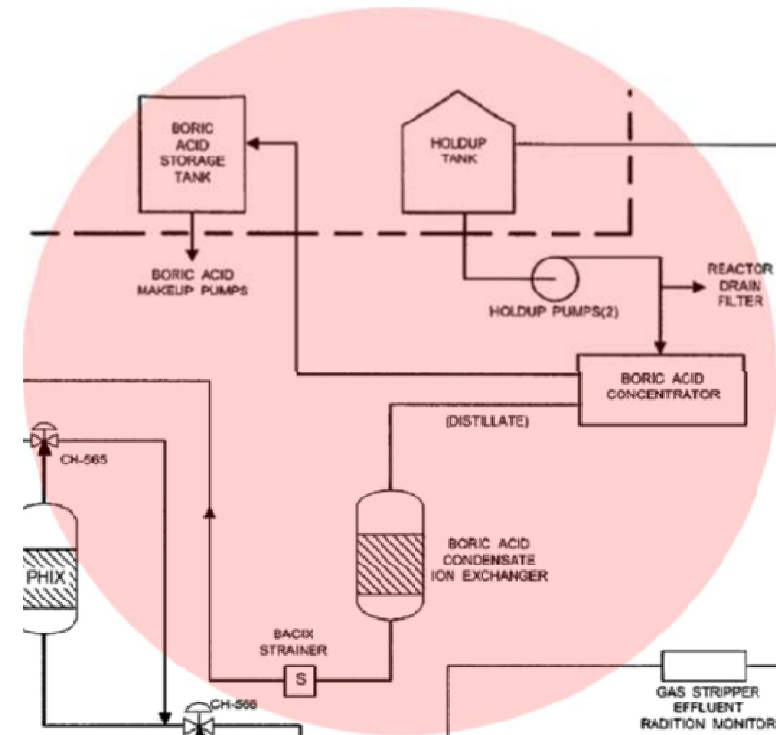 BORIC
ACID
STORAGE
TANK
HOLDUP
TANK
BORIC ACID
MAKEUP PUMPS
REACTOR
DRAIN
FILTER
HOLDUP PUMPS(2)
BORIC ACID
CONCENTRATOR
(DISTILLATE)
CH-565
BORIC ACID
CONDENSATE
ION EXCHANGER
PHIX
BACIX
STRAINER
S
CH-566
GAS STRIPPER
EFFLUENT
RADITION MONITOR